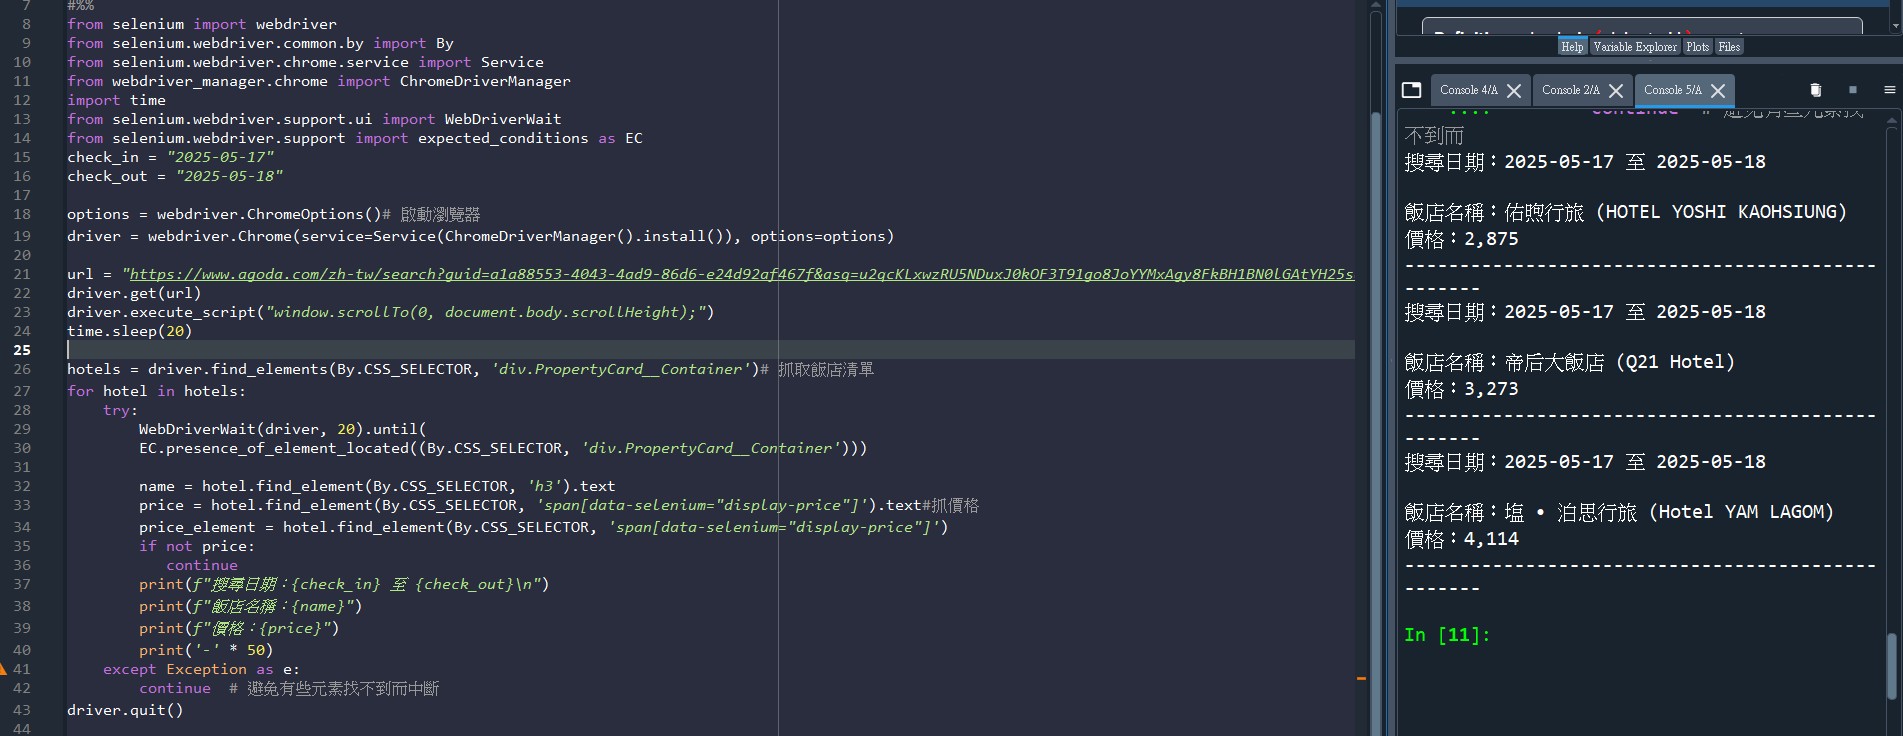 7 #%%
8 from selenium import webdriver
9 from selenium.webdriver.common.by import By
10 from selenium.webdriver.chrome.service import Service
11 from webdriver_manager.chrome import ChromeDriverManager
12 import time
13 from selenium.webdriver.support.ui import WebDriverWait
14 from selenium.webdriver.support import expected_conditions as EC
15 check_in = "2025-05-17"
16 check_out = "2025-05-18"
17
18 options = webdriver.ChromeOptions()# 啟動瀏覽器
19 driver = webdriver.Chrome(service=Service(ChromeDriverManager().install()), options=options)
20
21 url = "https://www.agoda.com/zh-tw/search?guid=a1a88553-4043-4ad9-86d6-e24d92af467f&asq=u2qcKLxwzRU5NDuxJ0kOF3T91go8JoYYMxAgy8FkBH1BN0lGAtYH25s
22 driver.get(url)
23 driver.execute_script("window.scrollTo(0, document.body.scrollHeight);")
24 time.sleep(20)
25
26 hotels = driver.find_elements(By.CSS_SELECTOR, 'div.PropertyCard__Container')# 抓取飯店清單
27 for hotel in hotels:
28     try:
29         WebDriverWait(driver, 20).until(
30         EC.presence_of_element_located((By.CSS_SELECTOR, 'div.PropertyCard__Container')))
31
32         name = hotel.find_element(By.CSS_SELECTOR, 'h3').text
33         price = hotel.find_element(By.CSS_SELECTOR, 'span[data-selenium="display-price"]').text#抓價格
34         price_element = hotel.find_element(By.CSS_SELECTOR, 'span[data-selenium="display-price"]')
35         if not price:
36            continue
37         print(f"搜尋日期：{check_in} 至 {check_out}\n")
38         print(f"飯店名稱：{name}")
39         print(f"價格：{price}")
40         print('-' * 50)
41     except Exception as e:
42         continue  # 避免有些元素找不到而中斷
43 driver.quit()
44
Help Variable Explorer Plots Files
Console 4/A Console 2/A Console 5/A
....: continue # 避免有些元素找
不到而
搜尋日期：2025-05-17 至 2025-05-18
飯店名稱：佑煦行旅 (HOTEL YOSHI KAOHSIUNG)
價格：2,875
-------------------------------------------
-------
搜尋日期：2025-05-17 至 2025-05-18
飯店名稱：帝后大飯店 (Q21 Hotel)
價格：3,273
-------------------------------------------
-------
搜尋日期：2025-05-17 至 2025-05-18
飯店名稱：塩 • 泊思行旅 (Hotel YAM LAGOM)
價格：4,114
-------------------------------------------
-------
In [11]: